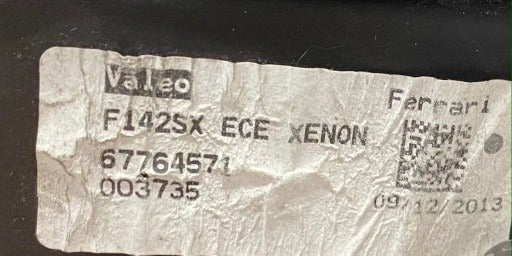 Valeo
Ferrari
F142SX ECE XENON
67764571
003735
09/12/2013